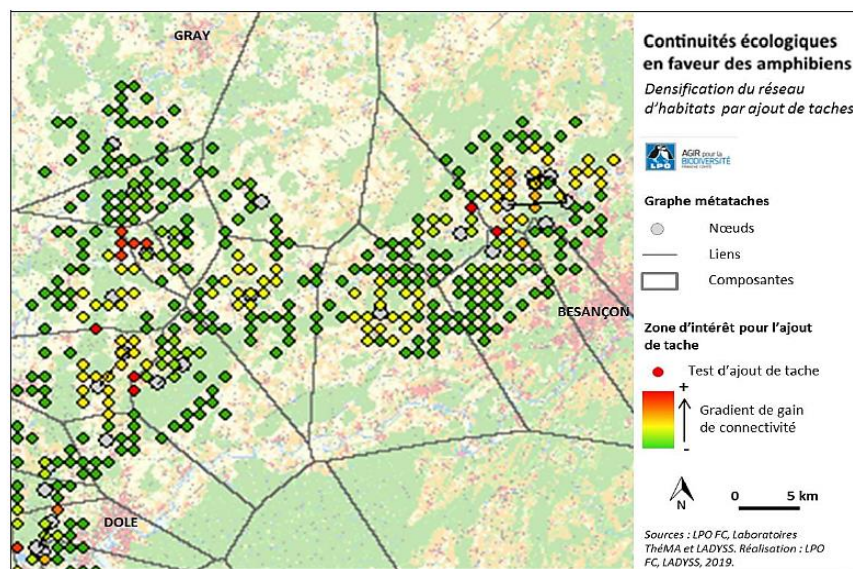 GRAY
BESANÇON
DOLE
Continuités écologiques
en faveur des amphibiens
Densification du réseau
d'habitats par ajout de taches
LPO
AGIR pour la
BIODIVERSITÉ
FRANCHE-COMTÉ
Graphe métataches
Nœuds
Liens
Composantes
Zone d'intérêt pour l'ajout
de tache
Test d'ajout de tache
+
Gradient de gain
de connectivité
-
N
0 5 km
Sources : LPO FC, Laboratoires
ThéMA et LADYSS. Réalisation : LPO
FC, LADYSS, 2019.